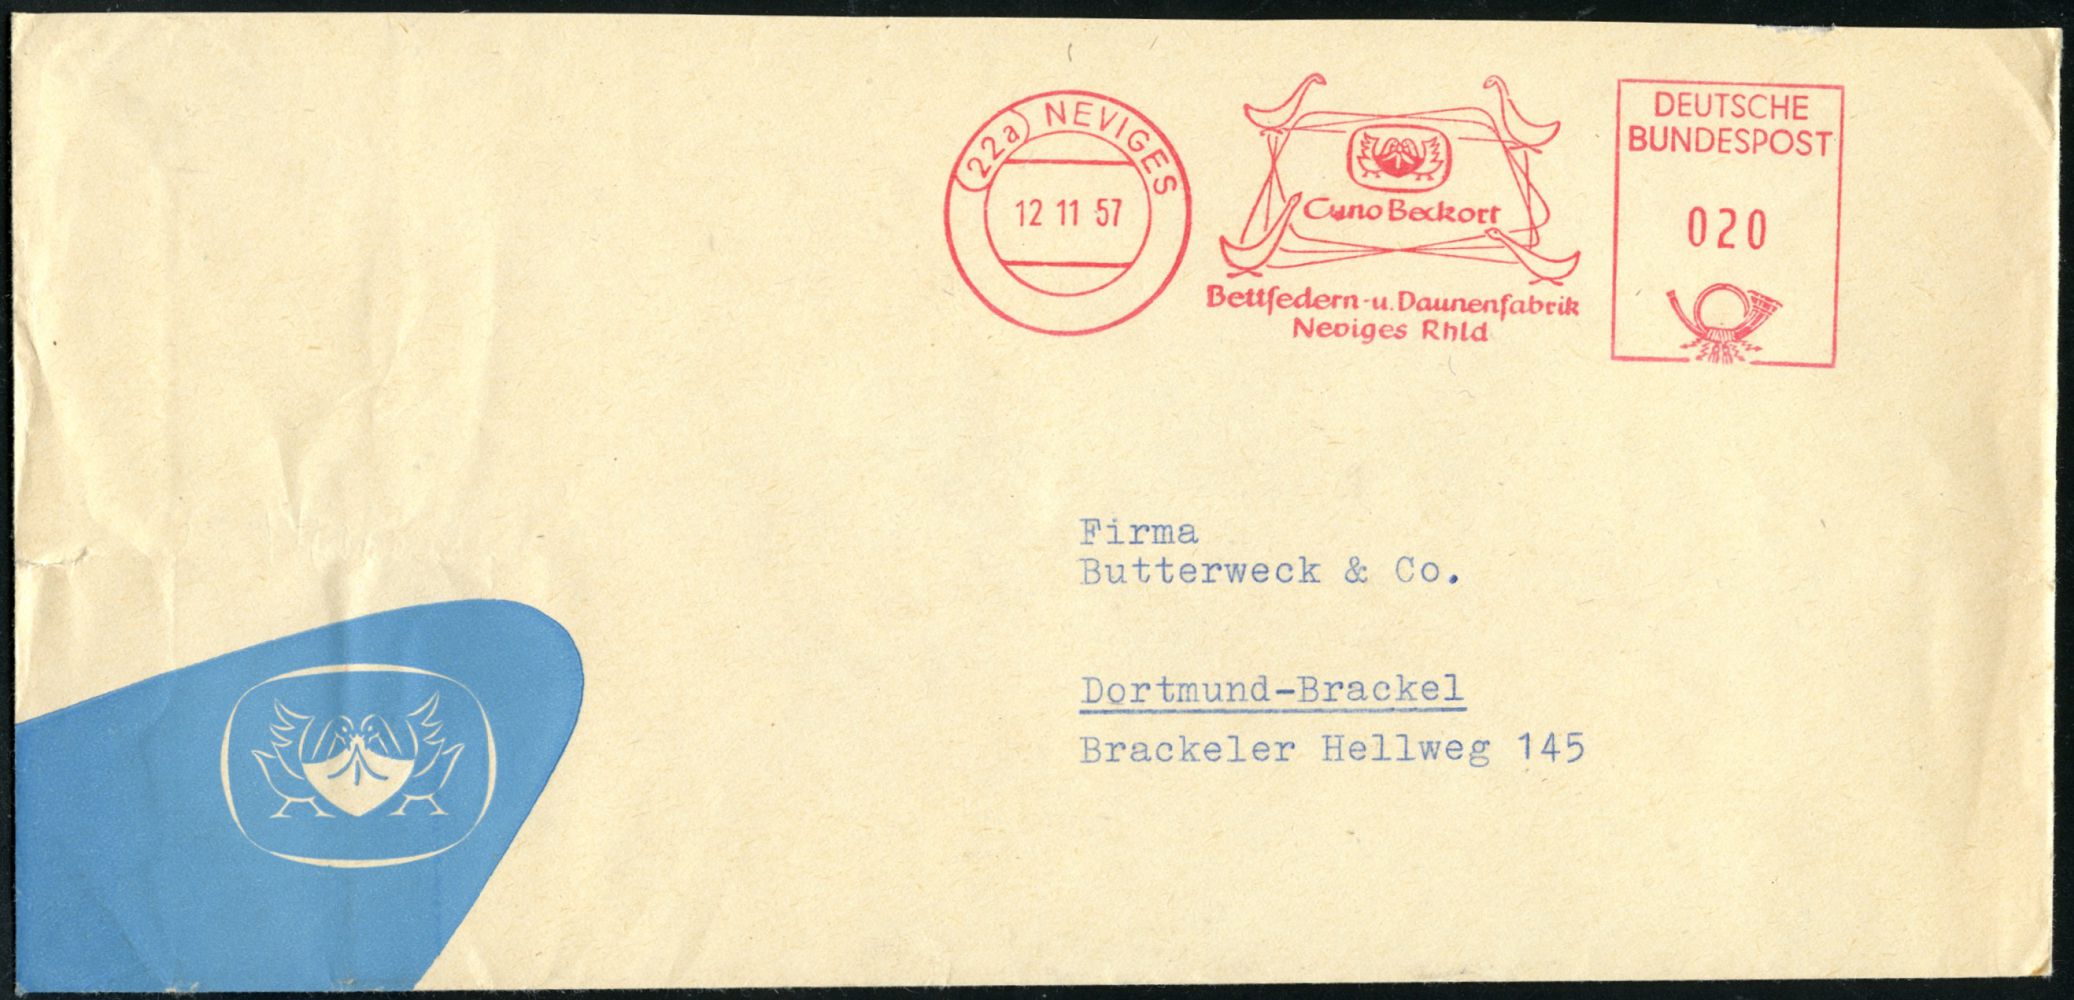 (22a) NEVIGES
12 11 57
Cuno Beckort
Bettfedern- u. Daunenfabrik
Neviges Rhld
DEUTSCHE
BUNDESPOST
020
Firma
Butterweck & Co.
Dortmund-Brackel
Brackeler Hellweg 145